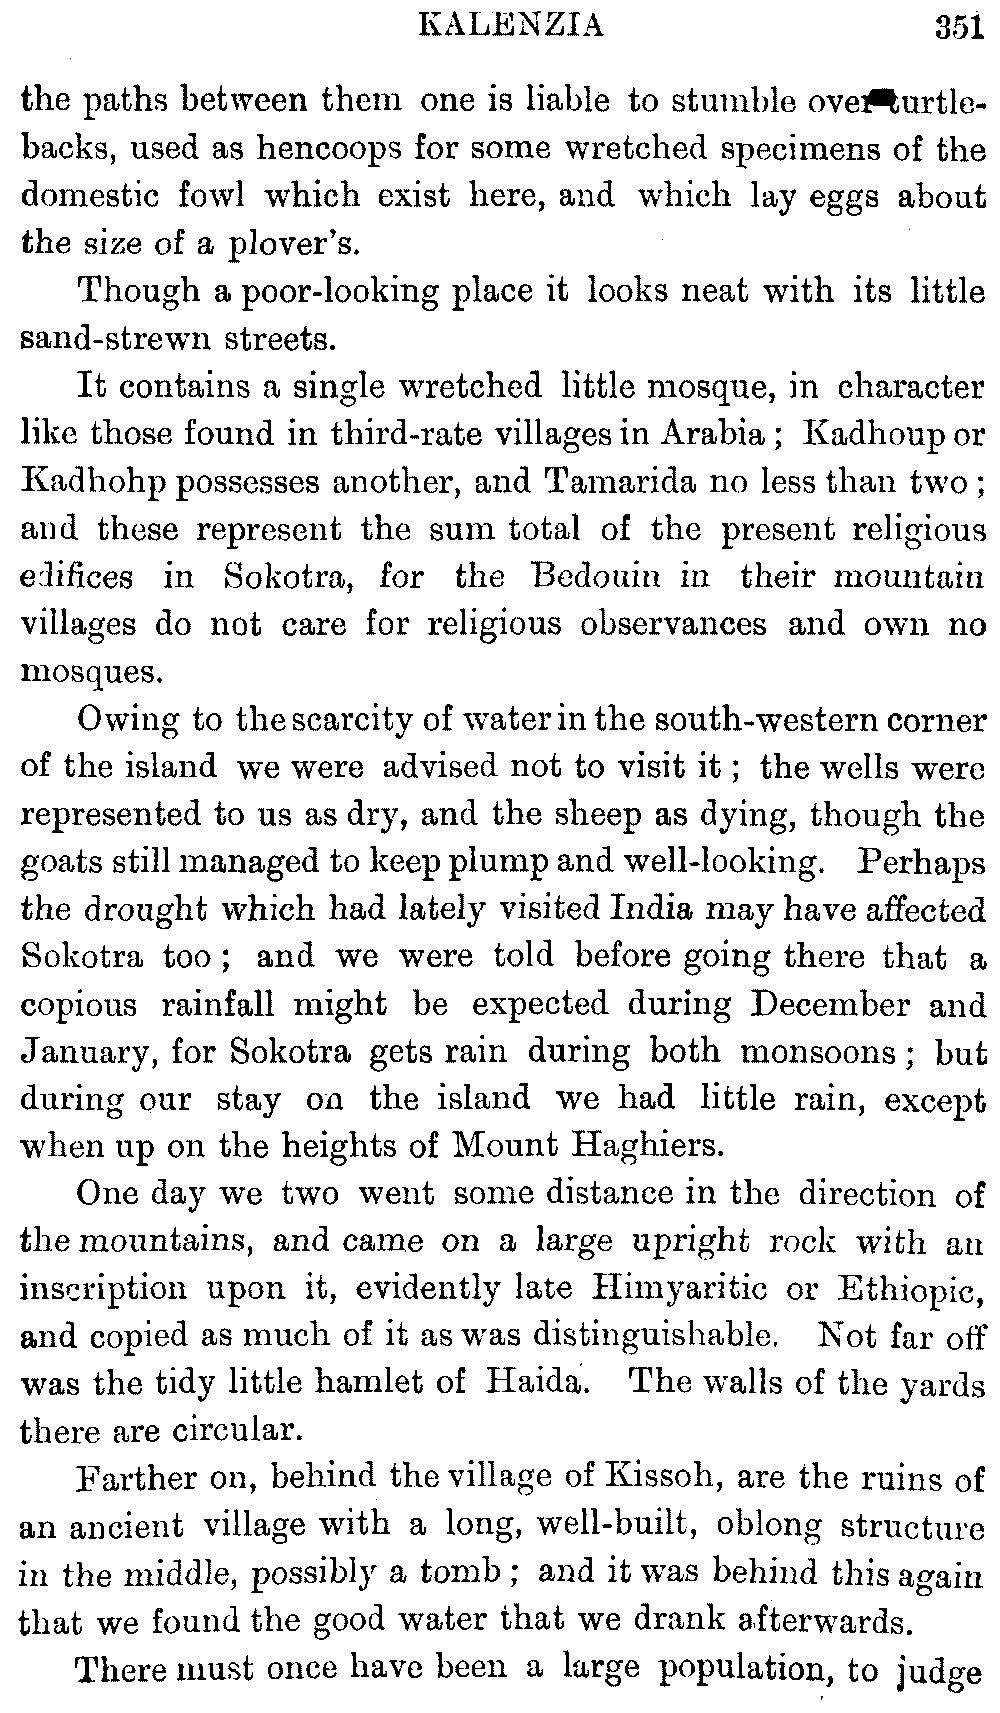 KALENZIA 351
the paths between them one is liable to stumble over turtle-
backs, used as hencoops for some wretched specimens of the
domestic fowl which exist here, and which lay eggs about
the size of a plover's.
Though a poor-looking place it looks neat with its little
sand-strewn streets.
It contains a single wretched little mosque, in character
like those found in third-rate villages in Arabia ; Kadhoup or
Kadhohp possesses another, and Tamarida no less than two ;
and these represent the sum total of the present religious
edifices in Sokotra, for the Bedouin in their mountain
villages do not care for religious observances and own no
mosques.
Owing to the scarcity of water in the south-western corner
of the island we were advised not to visit it ; the wells were
represented to us as dry, and the sheep as dying, though the
goats still managed to keep plump and well-looking. Perhaps
the drought which had lately visited India may have affected
Sokotra too ; and we were told before going there that a
copious rainfall might be expected during December and
January, for Sokotra gets rain during both monsoons ; but
during our stay on the island we had little rain, except
when up on the heights of Mount Haghiers.
One day we two went some distance in the direction of
the mountains, and came on a large upright rock with an
inscription upon it, evidently late Himyaritic or Ethiopic,
and copied as much of it as was distinguishable. Not far off
was the tidy little hamlet of Haida. The walls of the yards
there are circular.
Farther on, behind the village of Kissoh, are the ruins of
an ancient village with a long, well-built, oblong structure
in the middle, possibly a tomb ; and it was behind this again
that we found the good water that we drank afterwards.
There must once have been a large population, to judge